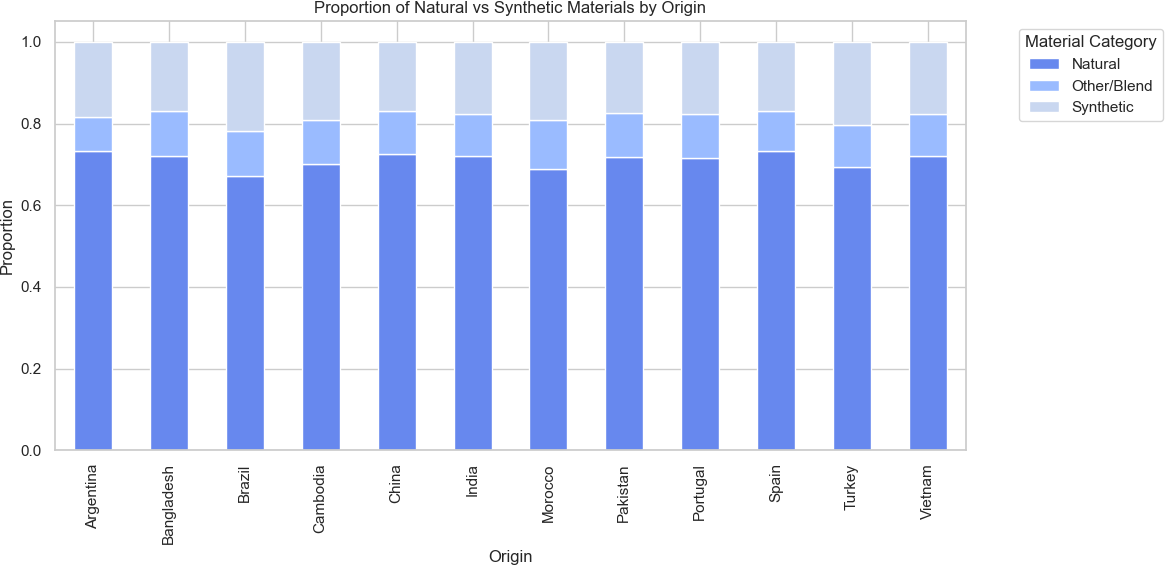 Proportion of Natural vs Synthetic Materials by Origin
Material Category
Natural
Other/Blend
Synthetic
Proportion
1.0
0.8
0.6
0.4
0.2
0.0
Argentina
Bangladesh
Brazil
Cambodia
China
India
Morocco
Pakistan
Portugal
Spain
Turkey
Vietnam
Origin